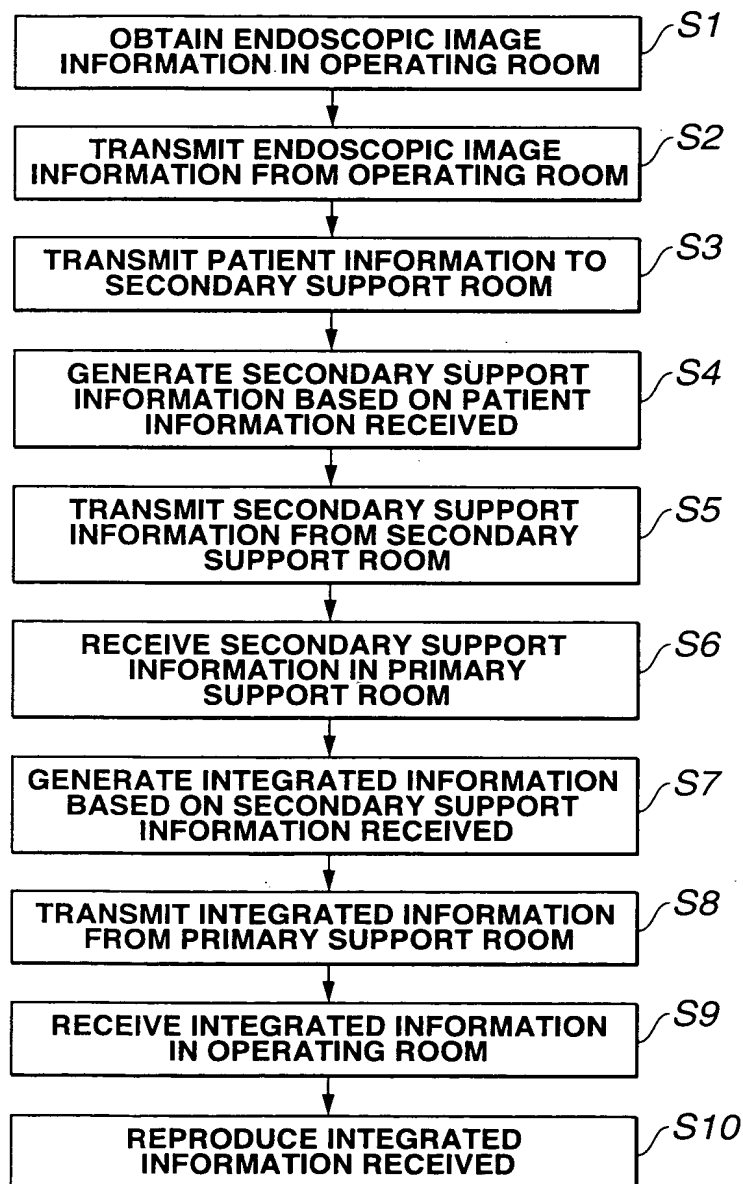 OBTAIN ENDOSCOPIC IMAGE
INFORMATION IN OPERATING ROOM
S1
TRANSMIT ENDOSCOPIC IMAGE
INFORMATION FROM OPERATING ROOM
S2
TRANSMIT PATIENT INFORMATION TO
SECONDARY SUPPORT ROOM
S3
GENERATE SECONDARY SUPPORT
INFORMATION BASED ON PATIENT
INFORMATION RECEIVED
S4
TRANSMIT SECONDARY SUPPORT
INFORMATION FROM SECONDARY
SUPPORT ROOM
S5
RECEIVE SECONDARY SUPPORT
INFORMATION IN PRIMARY
SUPPORT ROOM
S6
GENERATE INTEGRATED INFORMATION
BASED ON SECONDARY SUPPORT
INFORMATION RECEIVED
S7
TRANSMIT INTEGRATED INFORMATION
FROM PRIMARY SUPPORT ROOM
S8
RECEIVE INTEGRATED INFORMATION
IN OPERATING ROOM
S9
REPRODUCE INTEGRATED
INFORMATION RECEIVED
S10